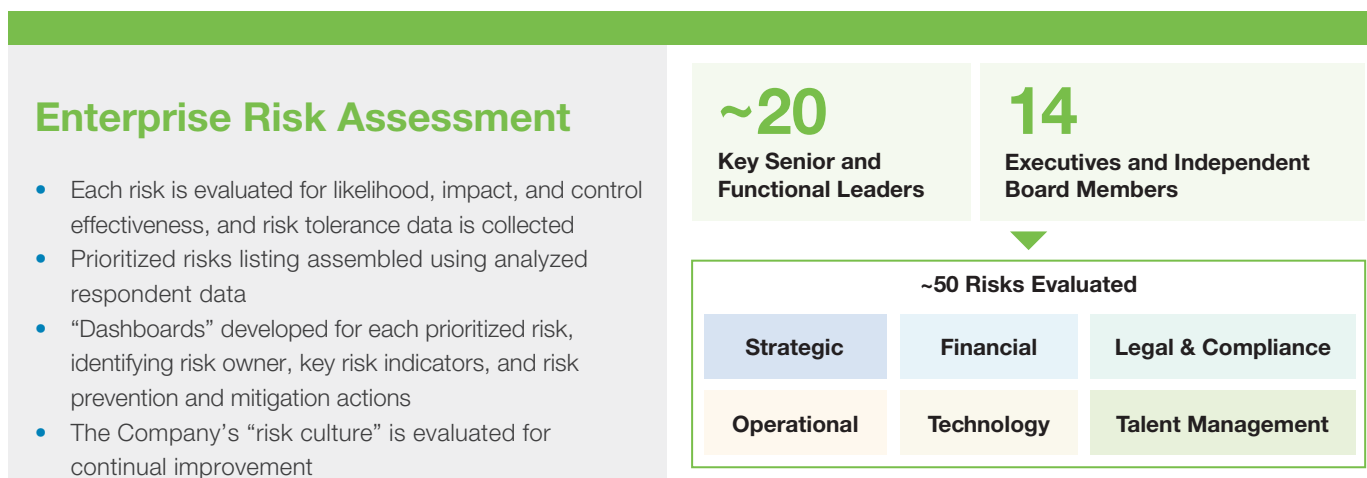 Enterprise Risk Assessment
• Each risk is evaluated for likelihood, impact, and control
effectiveness, and risk tolerance data is collected
• Prioritized risks listing assembled using analyzed
respondent data
• “Dashboards” developed for each prioritized risk,
identifying risk owner, key risk indicators, and risk
prevention and mitigation actions
• The Company’s “risk culture” is evaluated for
continual improvement
~20
Key Senior and
Functional Leaders
14
Executives and Independent
Board Members
~50 Risks Evaluated
Strategic
Financial
Legal & Compliance
Operational
Technology
Talent Management